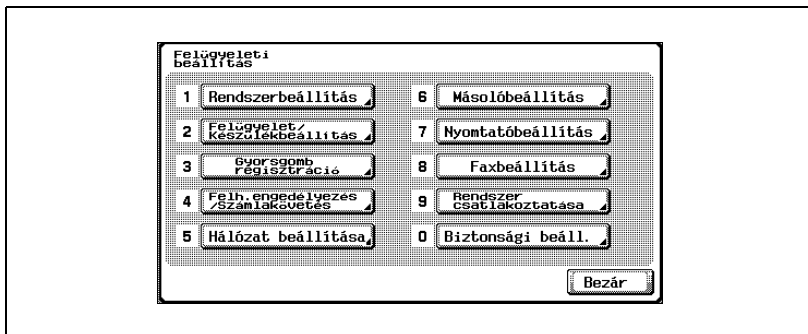 Felügyeleti
beállítás
1 Rendszerbeállítás
2 Felügyelet/
Készülékbeállítás
3 Gyorsgomb
regisztráció
4 Felh.engedélyezés
/Számlakövetés
5 Hálózat beállítása
6 Másolóbeállítás
7 Nyomtatóbeállítás
8 Faxbeállítás
9 Rendszer
csatlakoztatása
0 Biztonsági beáll.
Bezár